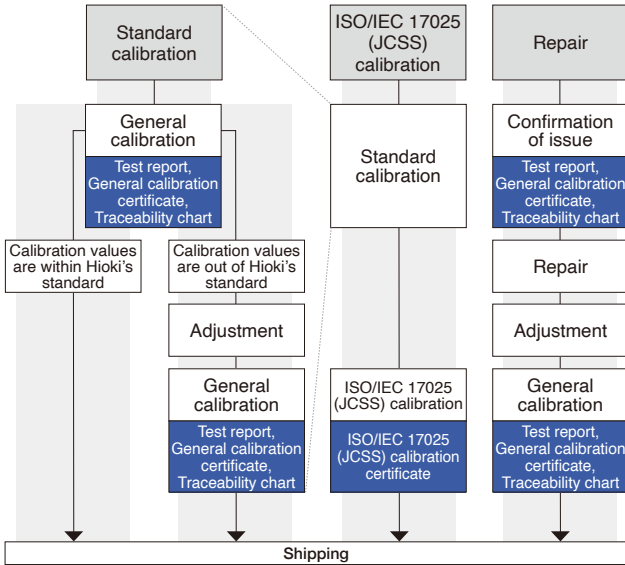 Standard
calibration
ISO/IEC 17025
(JCSS)
calibration
Repair
General
calibration
Test report,
General calibration
certificate,
Traceability chart
Calibration values
are within Hioki's
standard
Calibration values
are out of Hioki's
standard
Adjustment
General
calibration
Test report,
General calibration
certificate,
Traceability chart
Standard
calibration
ISO/IEC 17025
(JCSS) calibration
ISO/IEC 17025
(JCSS) calibration
certificate
Confirmation
of issue
Test report,
General calibration
certificate,
Traceability chart
Repair
Adjustment
General
calibration
Test report,
General calibration
certificate,
Traceability chart
Shipping